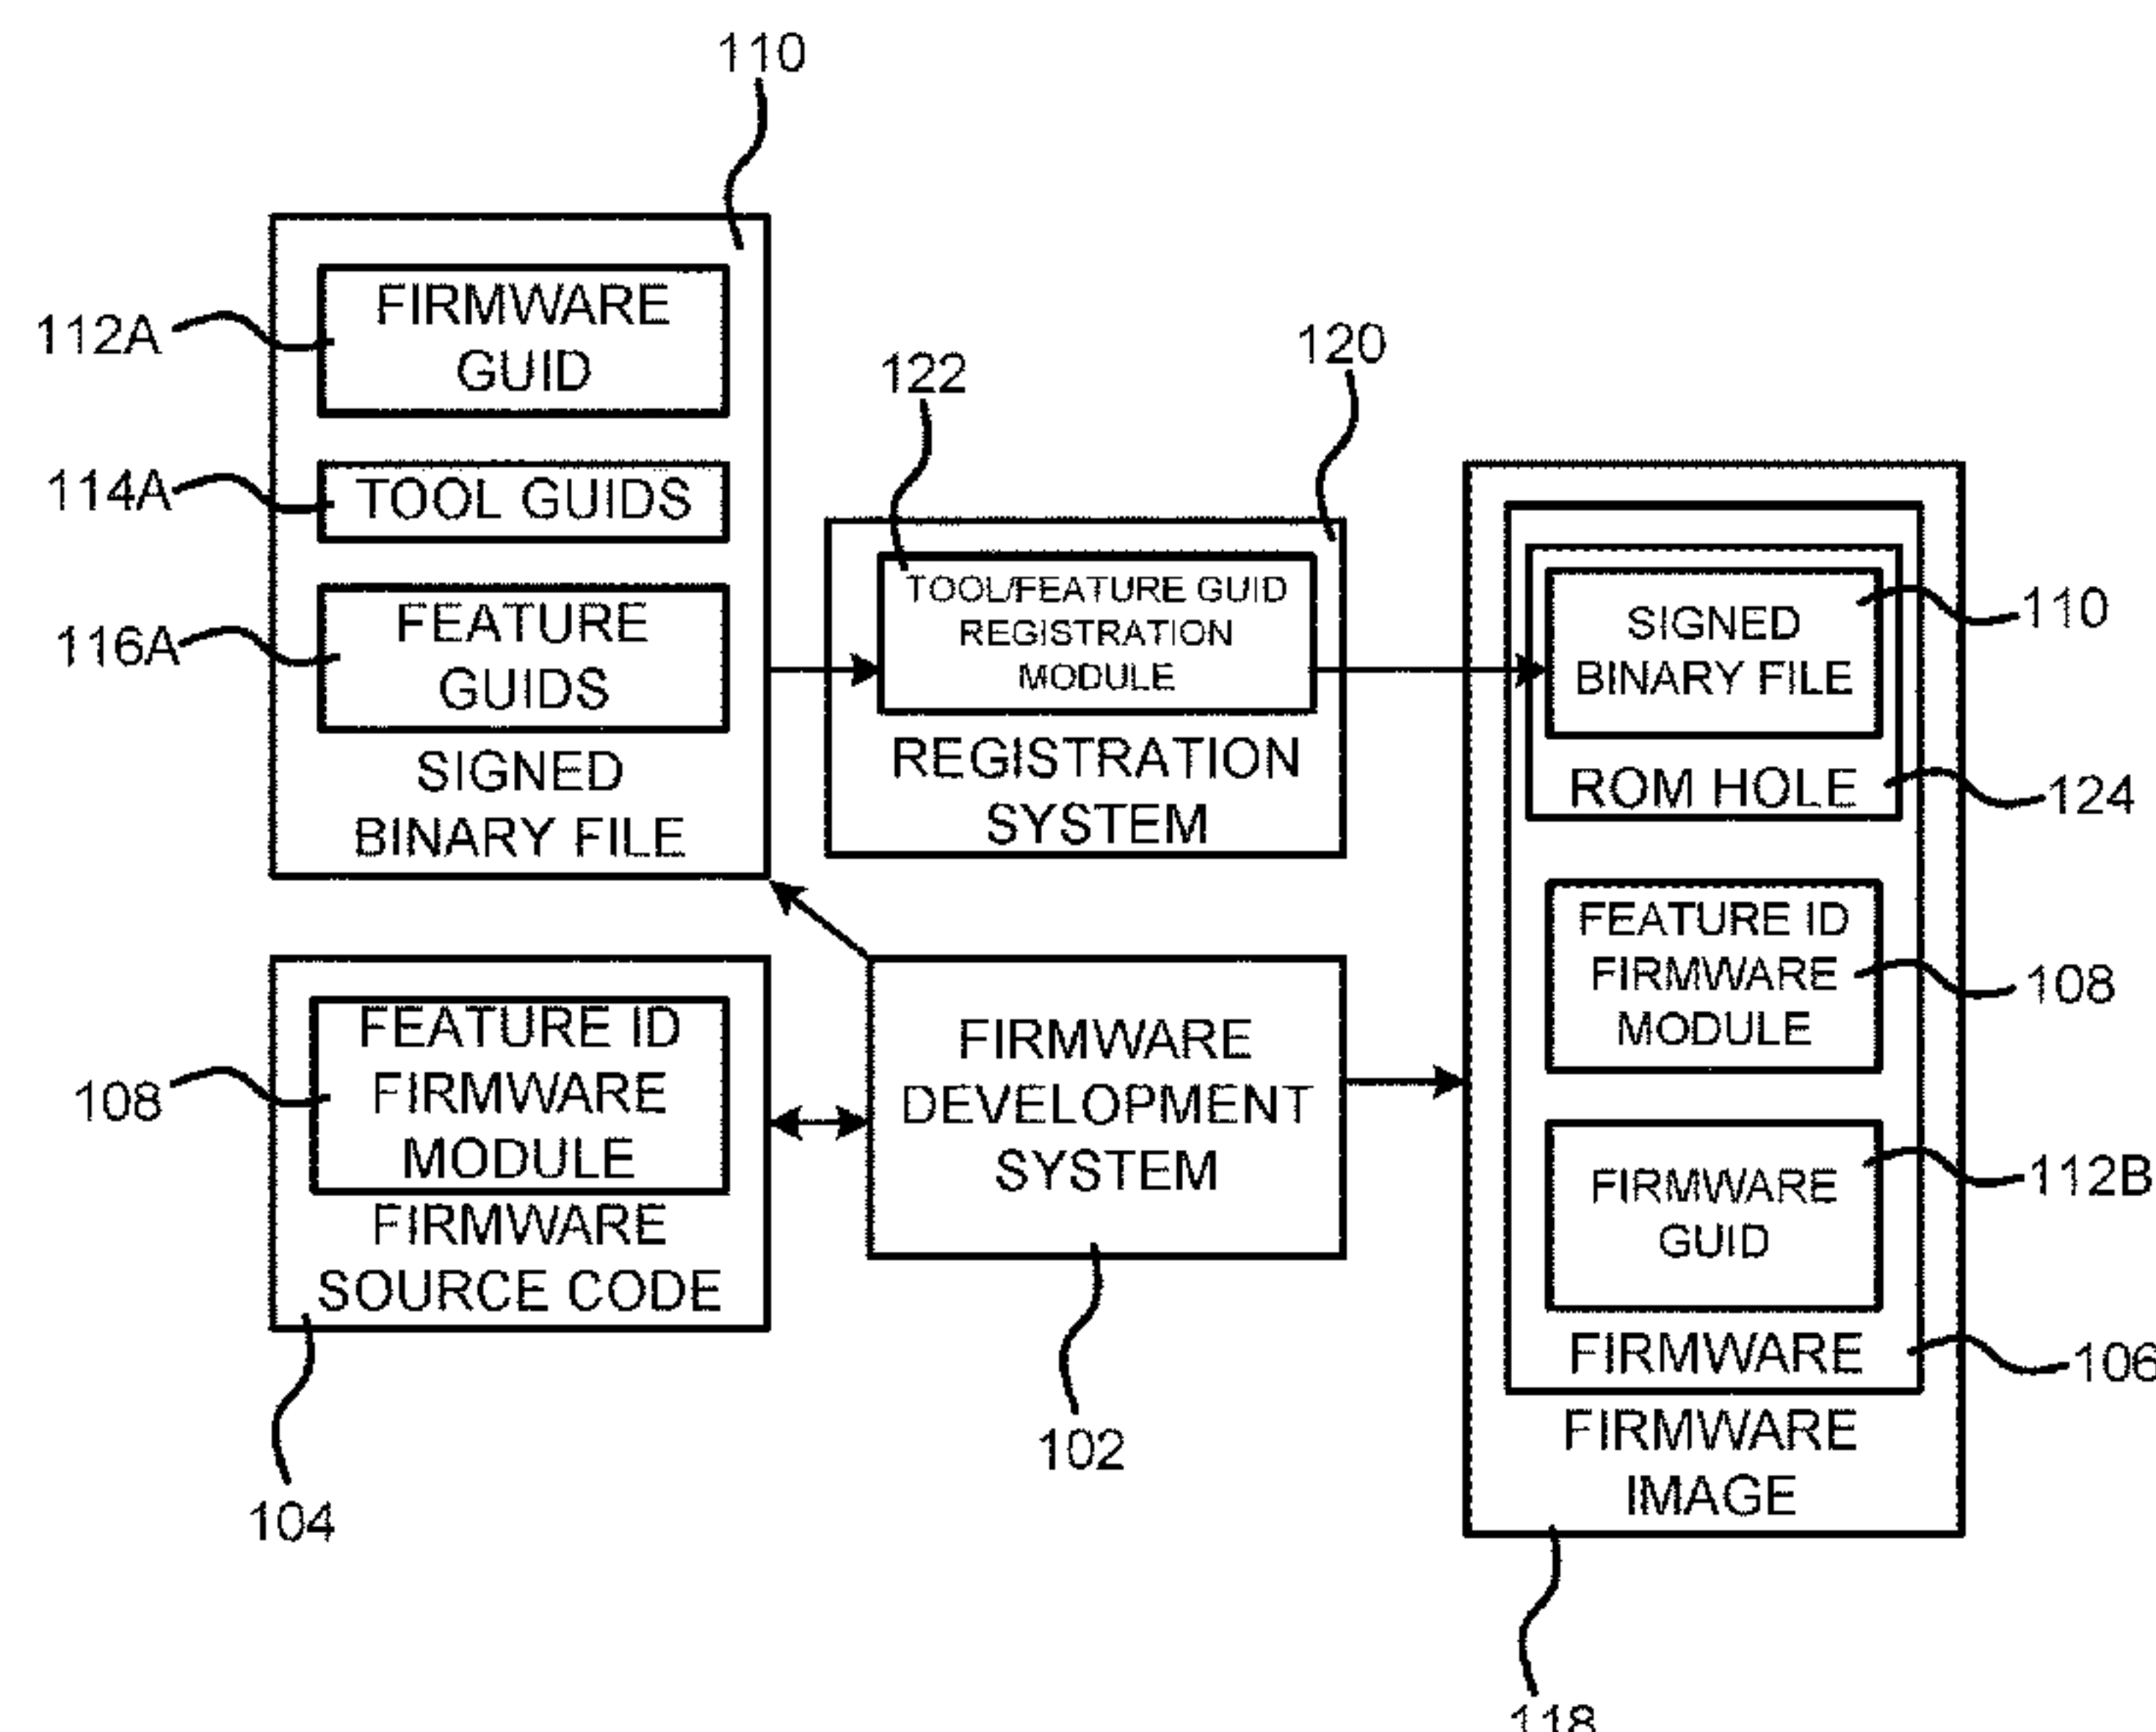 110
FIRMWARE
GUID
112A
TOOL GUIDS
114A
FEATURE
GUIDS
116A
SIGNED
BINARY FILE
122
120
TOOL/FEATURE GUID
REGISTRATION
MODULE
REGISTRATION
SYSTEM
SIGNED
BINARY FILE
110
ROM HOLE
124
FEATURE ID
FIRMWARE
MODULE
108
FIRMWARE
GUID
112B
FIRMWARE
106
FIRMWARE
IMAGE
118
FEATURE ID
FIRMWARE
MODULE
108
FIRMWARE
SOURCE CODE
104
FIRMWARE
DEVELOPMENT
SYSTEM
102